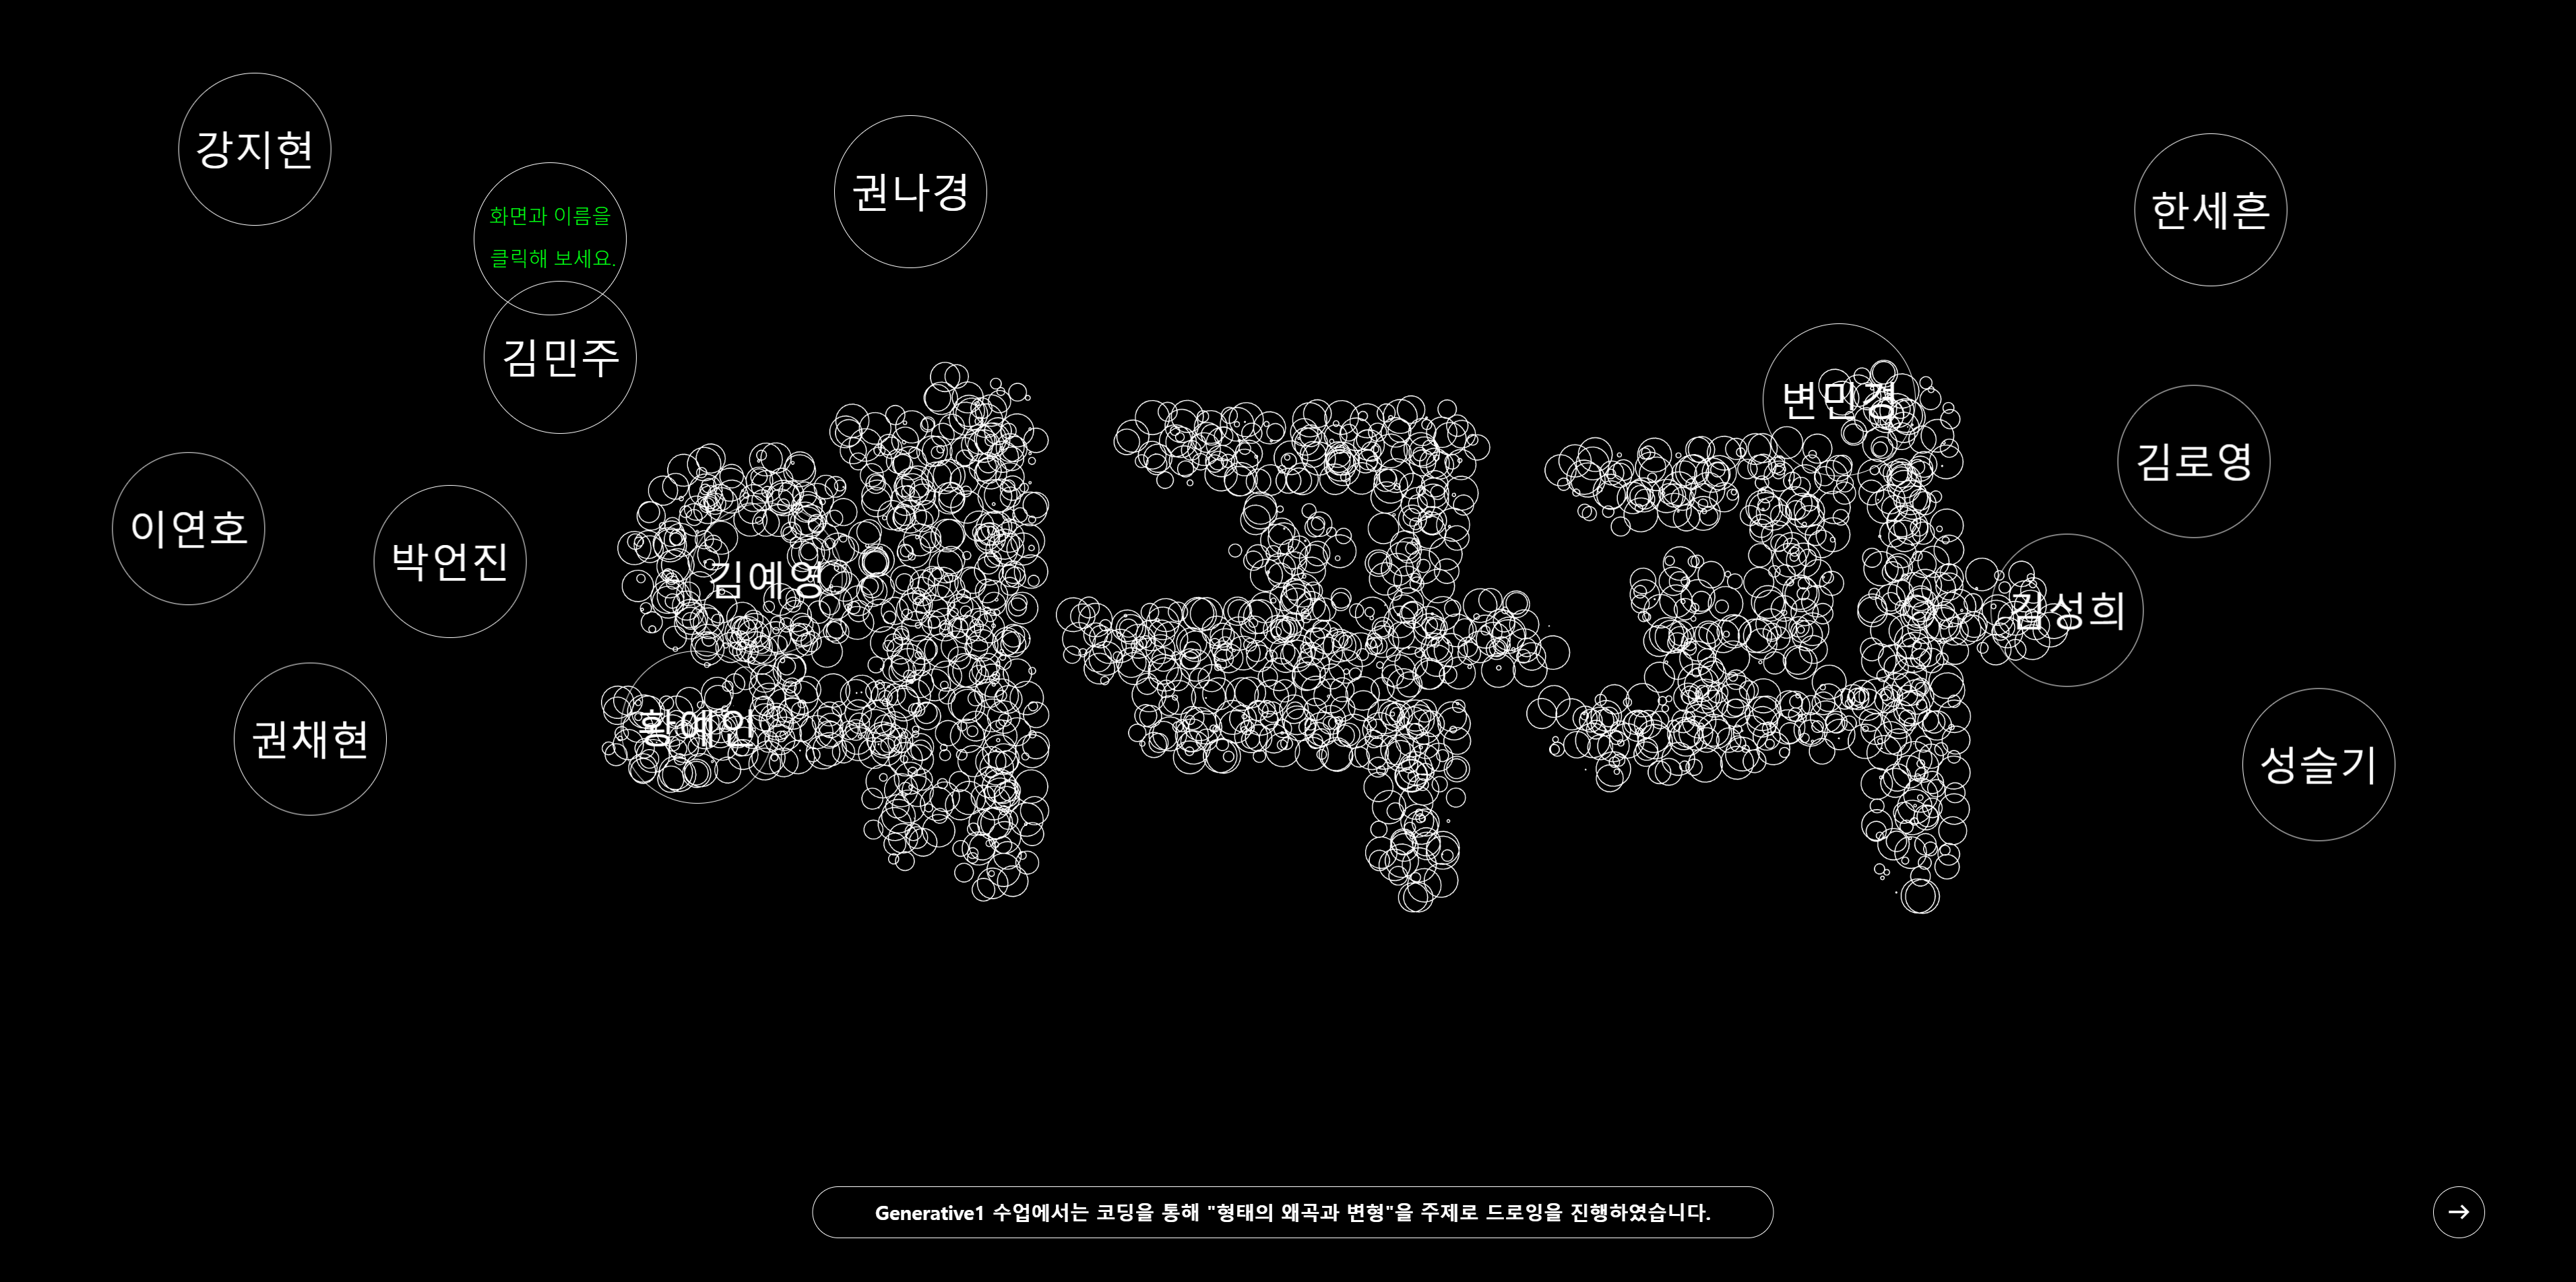 강지현
권나경
한세흔
화면과 이름을
클릭해 보세요.
김민주
변민경
김로영
왜곡과
이연호
박언진
김예영
김성희
황예인
권채현
성슬기
Generative1 수업에서는 코딩을 통해 "형태의 왜곡과 변형"을 주제로 드로잉을 진행하였습니다.